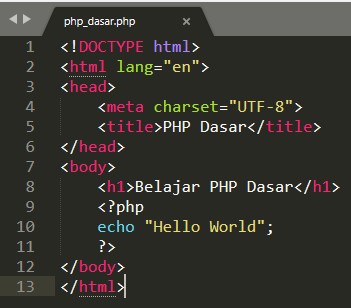 php_dasar.php ×
1 <!DOCTYPE html>
2 <html lang="en">
3 <head>
4     <meta charset="UTF-8">
5     <title>PHP Dasar</title>
6 </head>
7 <body>
8     <h1>Belajar PHP Dasar</h1>
9     <?php
10     echo "Hello World";
11     ?>
12 </body>
13 </html>